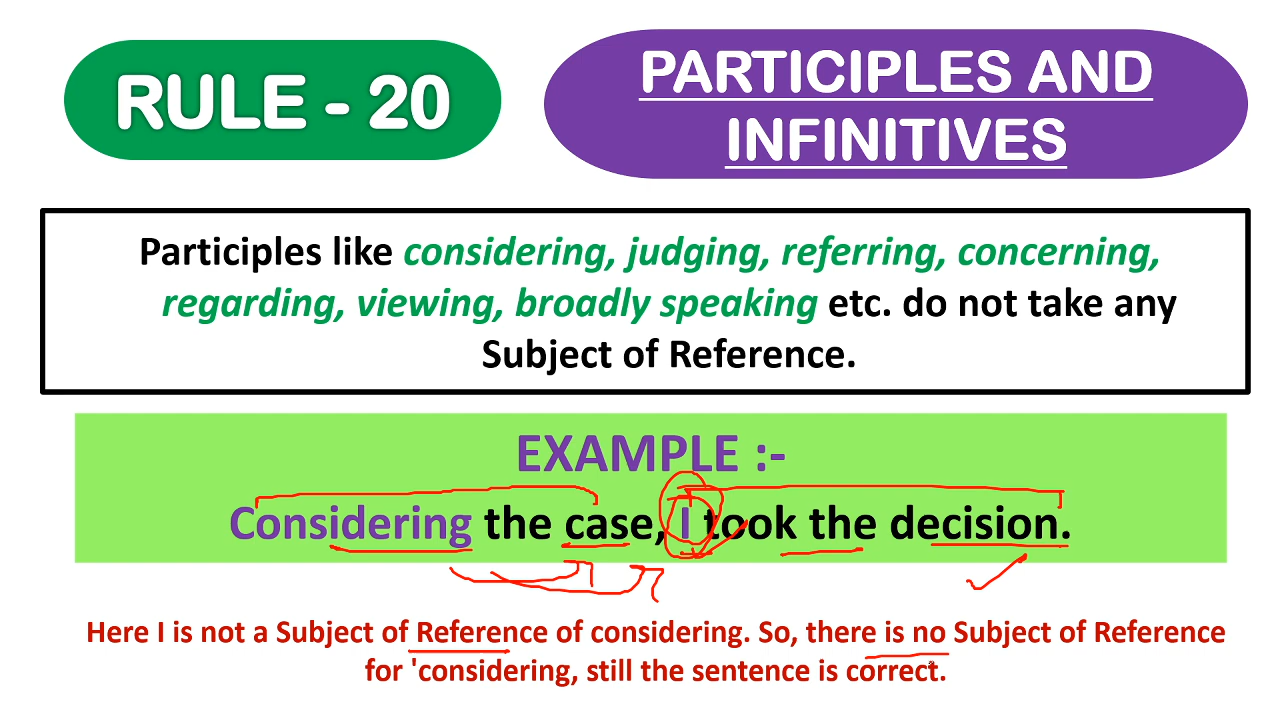 RULE - 20
PARTICIPLES AND
INFINITIVES
Participles like considering, judging, referring, concerning,
regarding, viewing, broadly speaking etc. do not take any
Subject of Reference.
EXAMPLE :-
Considering the case, I took the decision.
Here I is not a Subject of Reference of considering. So, there is no Subject of Reference
for 'considering, still the sentence is correct.